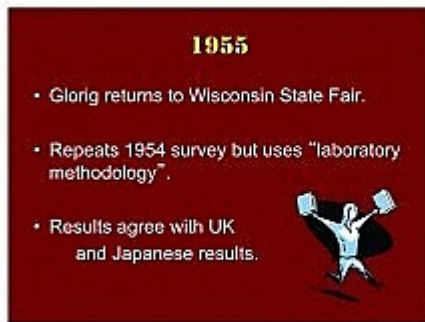 1955
• Glorig returns to Wisconsin State Fair.
• Repeats 1954 survey but uses “laboratory
methodology”.
• Results agree with UK
and Japanese results.